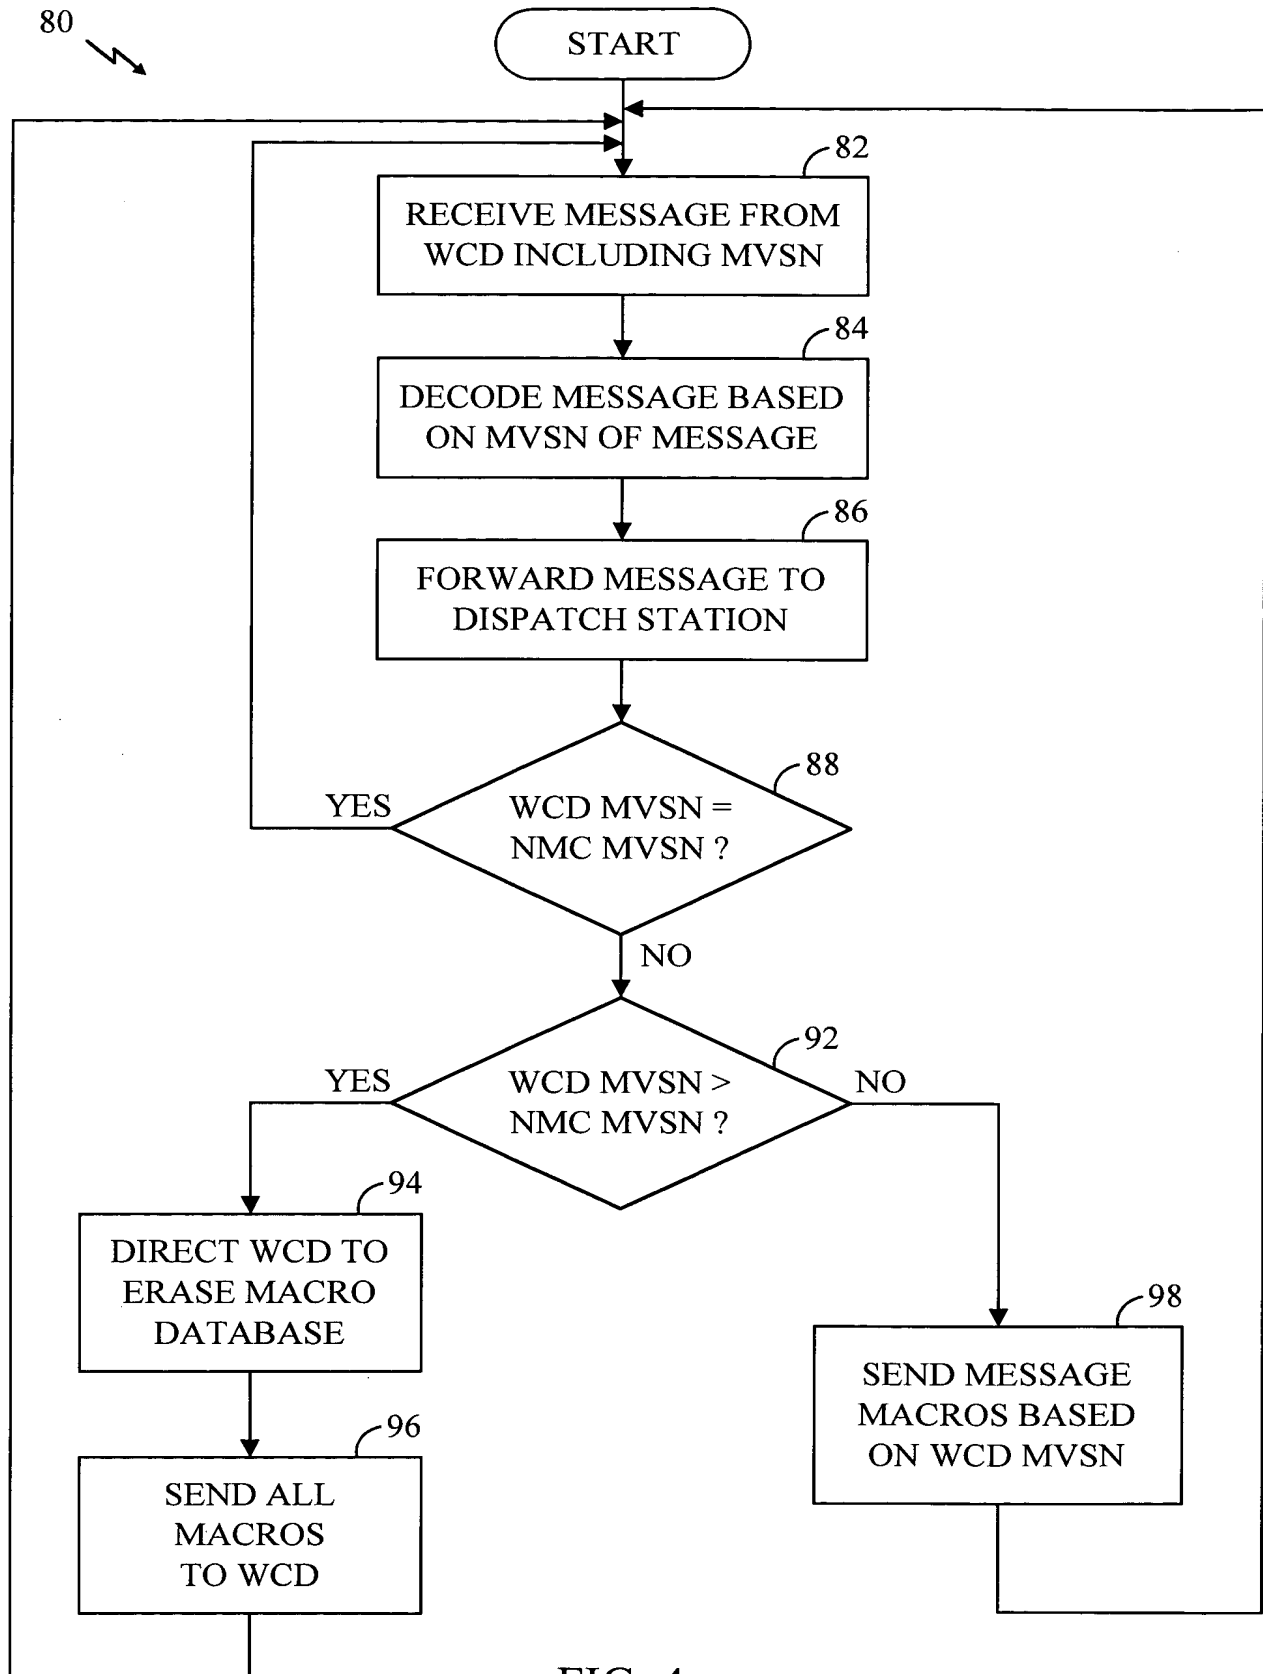 80
START
82
RECEIVE MESSAGE FROM
WCD INCLUDING MVSN
84
DECODE MESSAGE BASED
ON MVSN OF MESSAGE
86
FORWARD MESSAGE TO
DISPATCH STATION
88
YES
WCD MVSN =
NMC MVSN ?
NO
92
YES
WCD MVSN >
NMC MVSN ?
NO
94
DIRECT WCD TO
ERASE MACRO
DATABASE
98
SEND MESSAGE
MACROS BASED
ON WCD MVSN
96
SEND ALL
MACROS
TO WCD
FIG. 4